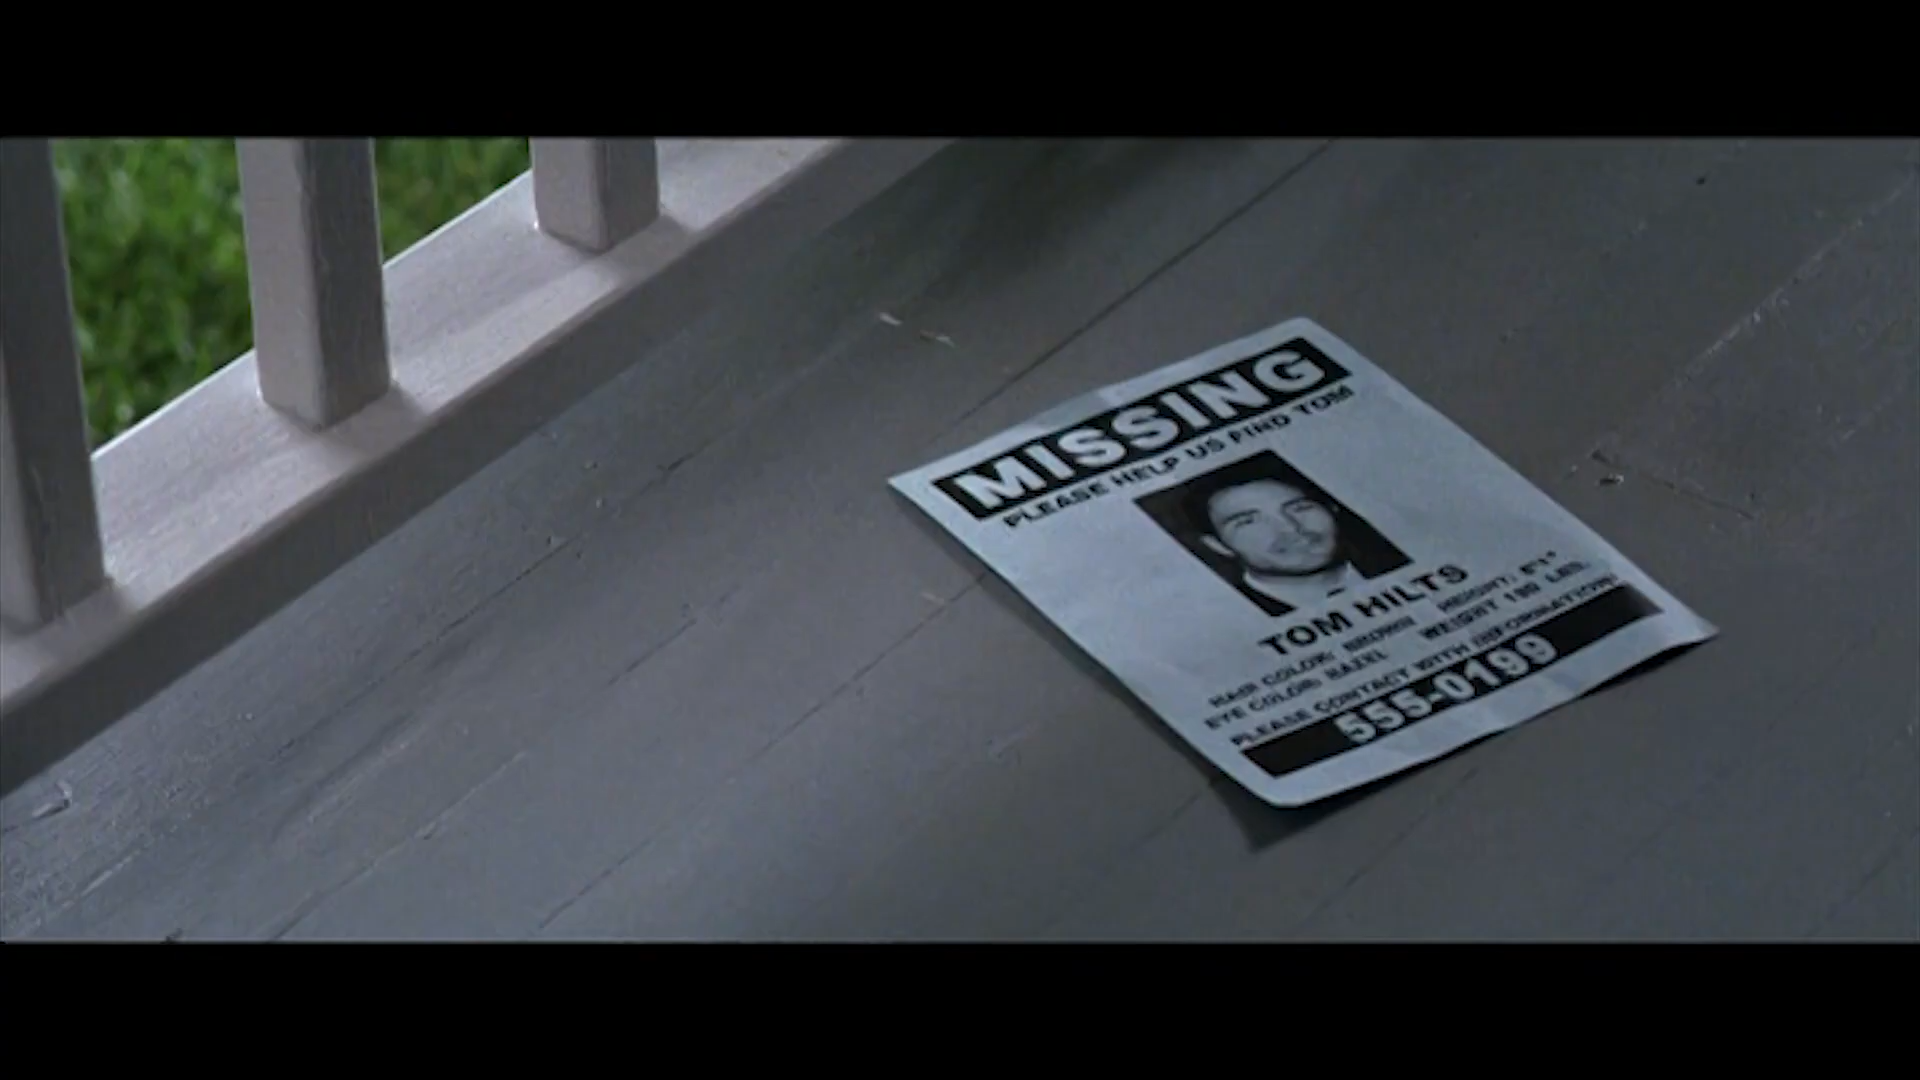 MISSING
PLEASE HELP US FIND TOM
TOM HILTS
HAIR COLOR: BROWN HEIGHT: 6'1"
EYE COLOR: HAZEL WEIGHT 190 LBS.
PLEASE CONTACT WITH INFORMATION!
555-0199